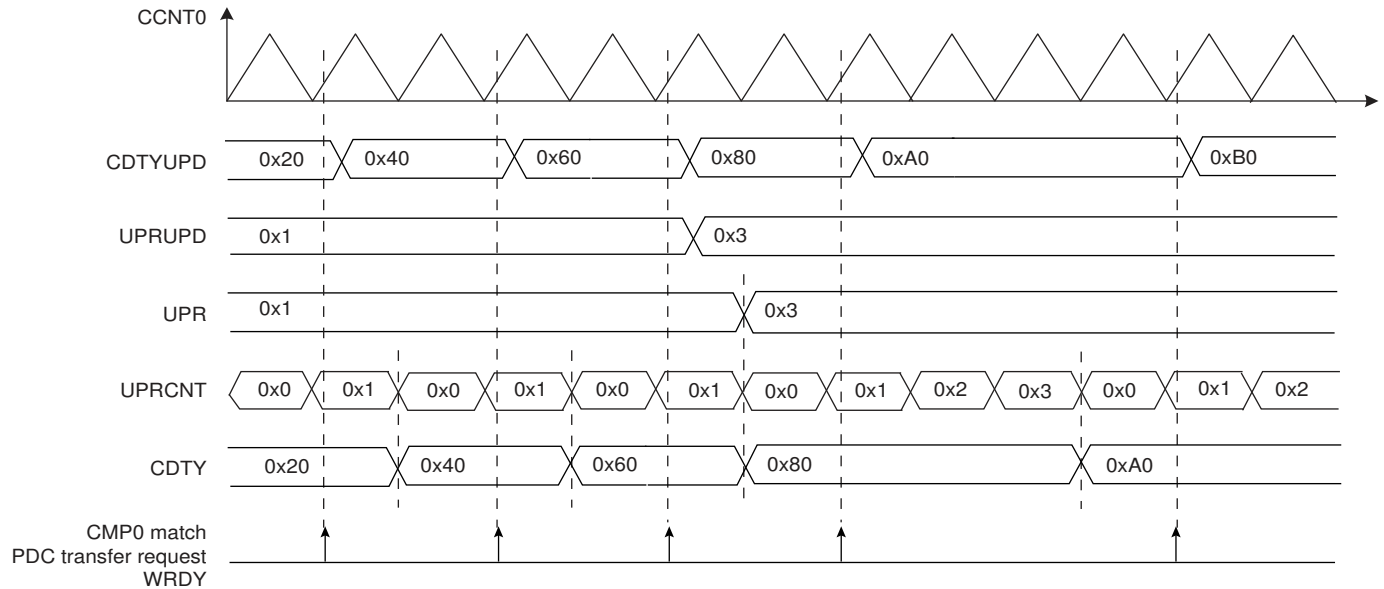 CCNT0
CDTYUPD 0x20 0x40 0x60 0x80 0xA0 0xB0
UPRUPD 0x1 0x3
UPR 0x1 0x3
UPRCNT 0x0 0x1 0x0 0x1 0x0 0x1 0x0 0x1 0x2 0x3 0x0 0x1 0x2
CDTY 0x20 0x40 0x60 0x80 0xA0
CMP0 match
PDC transfer request
WRDY